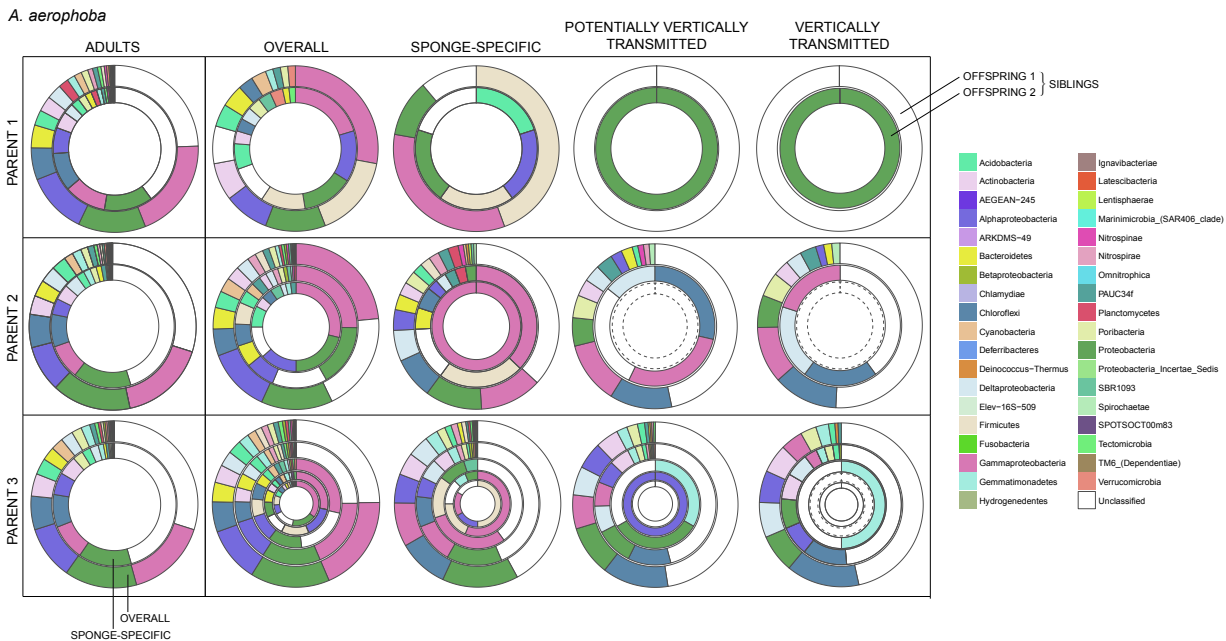 A. aerophoba
ADULTS
OVERALL
SPONGE-SPECIFIC
POTENTIALLY VERTICALLY
TRANSMITTED
VERTICALLY
TRANSMITTED
PARENT 1
PARENT 2
PARENT 3
OFFSPRING 1
OFFSPRING 2
SIBLINGS
OVERALL
SPONGE-SPECIFIC
Acidobacteria
Actinobacteria
AEGEAN-245
Alphaproteobacteria
ARKDMS-49
Bacteroidetes
Betaproteobacteria
Chlamydiae
Chloroflexi
Cyanobacteria
Deferribacteres
Deinococcus-Thermus
Deltaproteobacteria
Elev-16S-509
Firmicutes
Fusobacteria
Gammaproteobacteria
Gemmatimonadetes
Hydrogenedentes
Ignavibacteriae
Latescibacteria
Lentisphaerae
Marinimicrobia_(SAR406_clade)
Nitrospinae
Nitrospirae
Omnitrophica
PAUC34f
Planctomycetes
Poribacteria
Proteobacteria
Proteobacteria_Incertae_Sedis
SBR1093
Spirochaetae
SPOTSOCT00m83
Tectomicrobia
TM6_(Dependentiae)
Verrucomicrobia
Unclassified